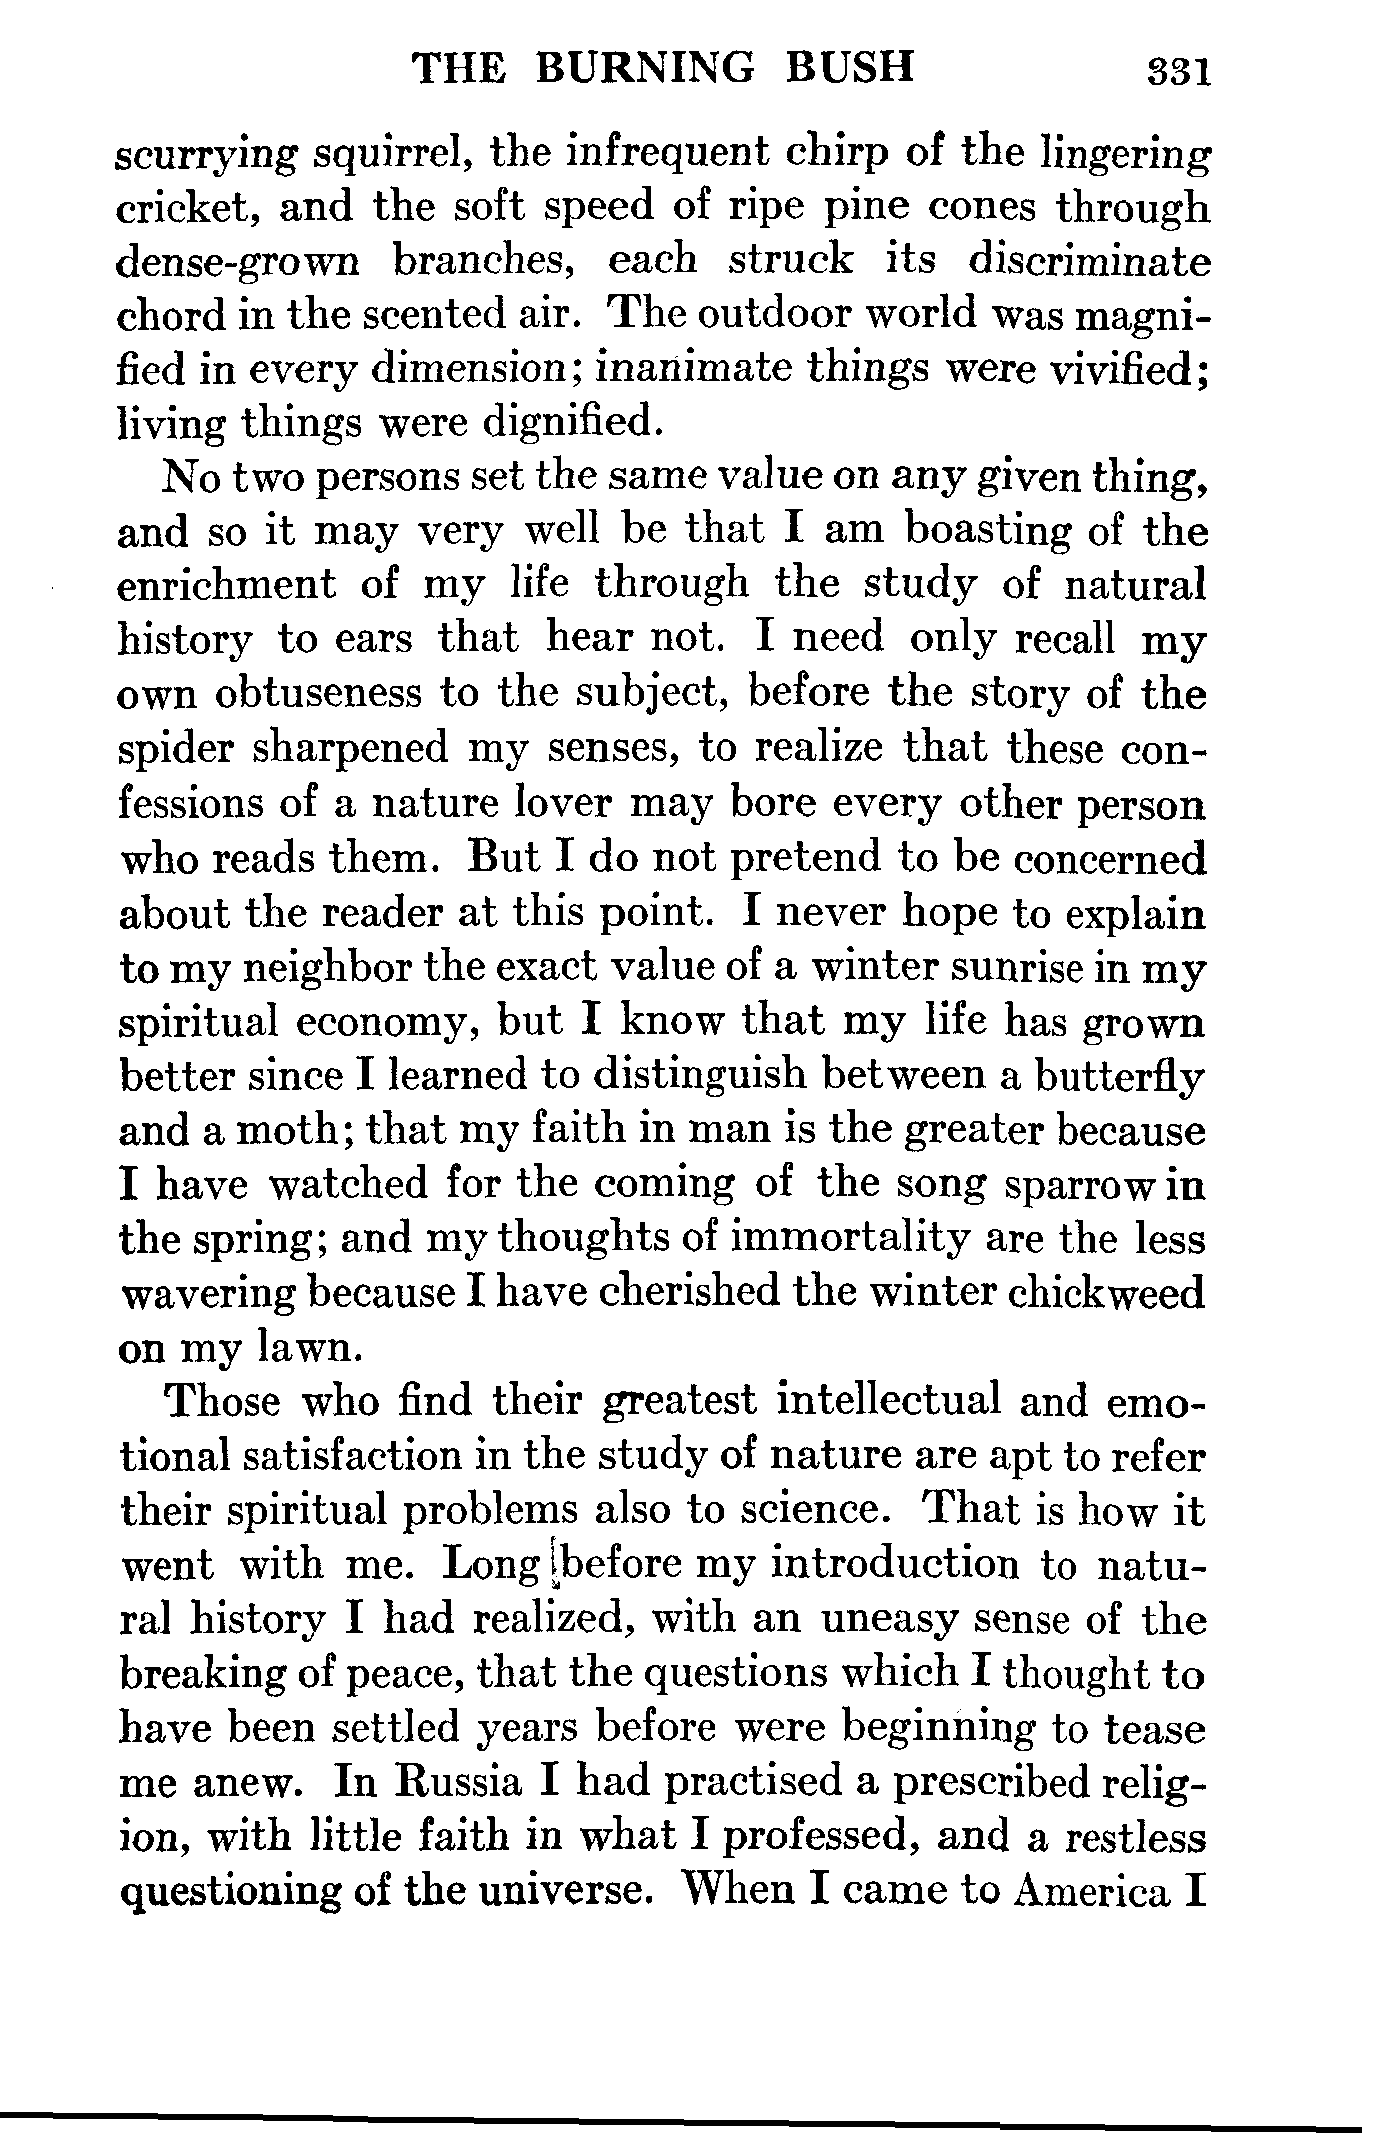 THE BURNING BUSH 331
scurrying squirrel, the infrequent chirp of the lingering
cricket, and the soft speed of ripe pine cones through
dense-grown branches, each struck its discriminate
chord in the scented air. The outdoor world was magni-
fied in every dimension; inanimate things were vivified;
living things were dignified.
No two persons set the same value on any given thing,
and so it may very well be that I am boasting of the
enrichment of my life through the study of natural
history to ears that hear not. I need only recall my
own obtuseness to the subject, before the story of the
spider sharpened my senses, to realize that these con-
fessions of a nature lover may bore every other person
who reads them. But I do not pretend to be concerned
about the reader at this point. I never hope to explain
to my neighbor the exact value of a winter sunrise in my
spiritual economy, but I know that my life has grown
better since I learned to distinguish between a butterfly
and a moth; that my faith in man is the greater because
I have watched for the coming of the song sparrow in
the spring; and my thoughts of immortality are the less
wavering because I have cherished the winter chickweed
on my lawn.
Those who find their greatest intellectual and emo-
tional satisfaction in the study of nature are apt to refer
their spiritual problems also to science. That is how it
went with me. Long before my introduction to natu-
ral history I had realized, with an uneasy sense of the
breaking of peace, that the questions which I thought to
have been settled years before were beginning to tease
me anew. In Russia I had practised a prescribed relig-
ion, with little faith in what I professed, and a restless
questioning of the universe. When I came to America I